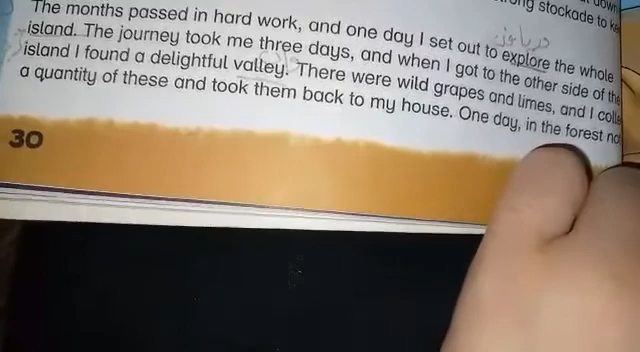 stockade to
The months passed in hard work, and one day I set out to explore the whole
island. The journey took me three days, and when I got to the other side of the
island I found a delightful valley. There were wild grapes and limes, and I
a quantity of these and took them back to my house. One day, in the forest
30